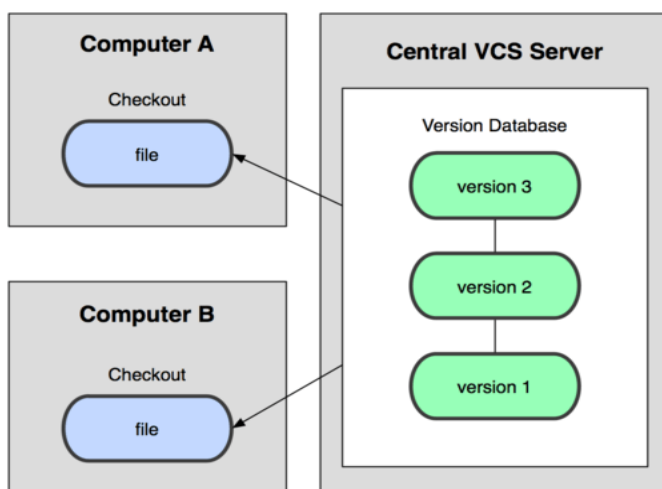 Computer A
Checkout
file
Computer B
Checkout
file
Central VCS Server
Version Database
version 3
version 2
version 1